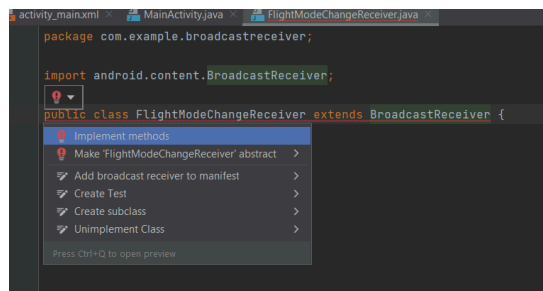 activity_main.xml × MainActivity.java × FlightModeChangeReceiver.java ×
package com.example.broadcastreceiver;
import android.content.BroadcastReceiver;
public class FlightModeChangeReceiver extends BroadcastReceiver {
Implement methods
Make 'FlightModeChangeReceiver' abstract
Add broadcast receiver to manifest
Create Test
Create subclass
Unimplement Class
Press Ctrl+Q to open preview